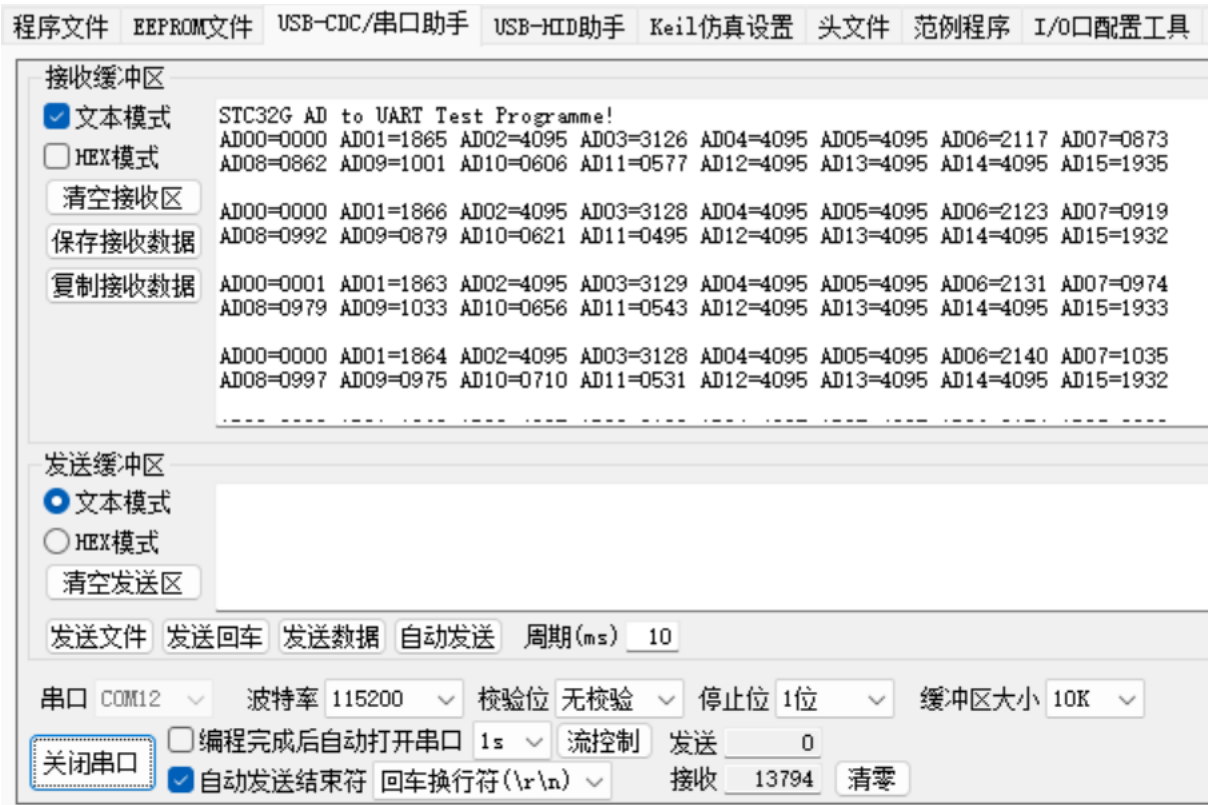 程序文件 EEPROM文件 USB-CDC/串口助手 USB-HID助手 Keil仿真设置 头文件 范例程序 I/O口配置工具
接收缓冲区
文本模式
HEX模式
清空接收区
保存接收数据
复制接收数据
STC32G AD to UART Test Programme!
AD00=0000 AD01=1865 AD02=4095 AD03=3126 AD04=4095 AD05=4095 AD06=2117 AD07=0873
AD08=0862 AD09=1001 AD10=0606 AD11=0577 AD12=4095 AD13=4095 AD14=4095 AD15=1935
AD00=0000 AD01=1866 AD02=4095 AD03=3128 AD04=4095 AD05=4095 AD06=2123 AD07=0919
AD08=0992 AD09=0879 AD10=0621 AD11=0495 AD12=4095 AD13=4095 AD14=4095 AD15=1932
AD00=0001 AD01=1863 AD02=4095 AD03=3129 AD04=4095 AD05=4095 AD06=2131 AD07=0974
AD08=0979 AD09=1033 AD10=0656 AD11=0543 AD12=4095 AD13=4095 AD14=4095 AD15=1933
AD00=0000 AD01=1864 AD02=4095 AD03=3128 AD04=4095 AD05=4095 AD06=2140 AD07=1035
AD08=0997 AD09=0975 AD10=0710 AD11=0531 AD12=4095 AD13=4095 AD14=4095 AD15=1932
发送缓冲区
文本模式
HEX模式
清空发送区
发送文件 发送回车 发送数据 自动发送 周期(ms) 10
串口 COM12 波特率 115200 校验位 无校验 停止位 1位 缓冲区大小 10K
关闭串口
编程完成后自动打开串口 1s 流控制 发送 0
自动发送结束符 回车换行符(\r\n) 接收 13794 清零